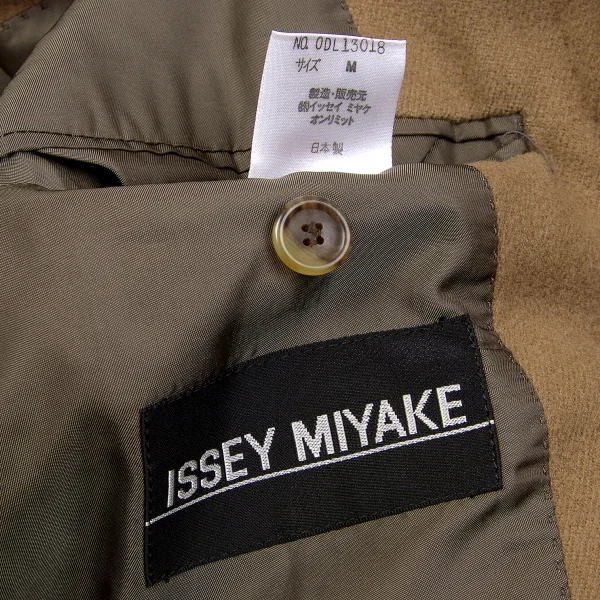 NO. ODL13018
サイズ M
製造・販売元
㈱イッセイ ミヤケ
オンリミット
日本製
ISSEY MIYAKE